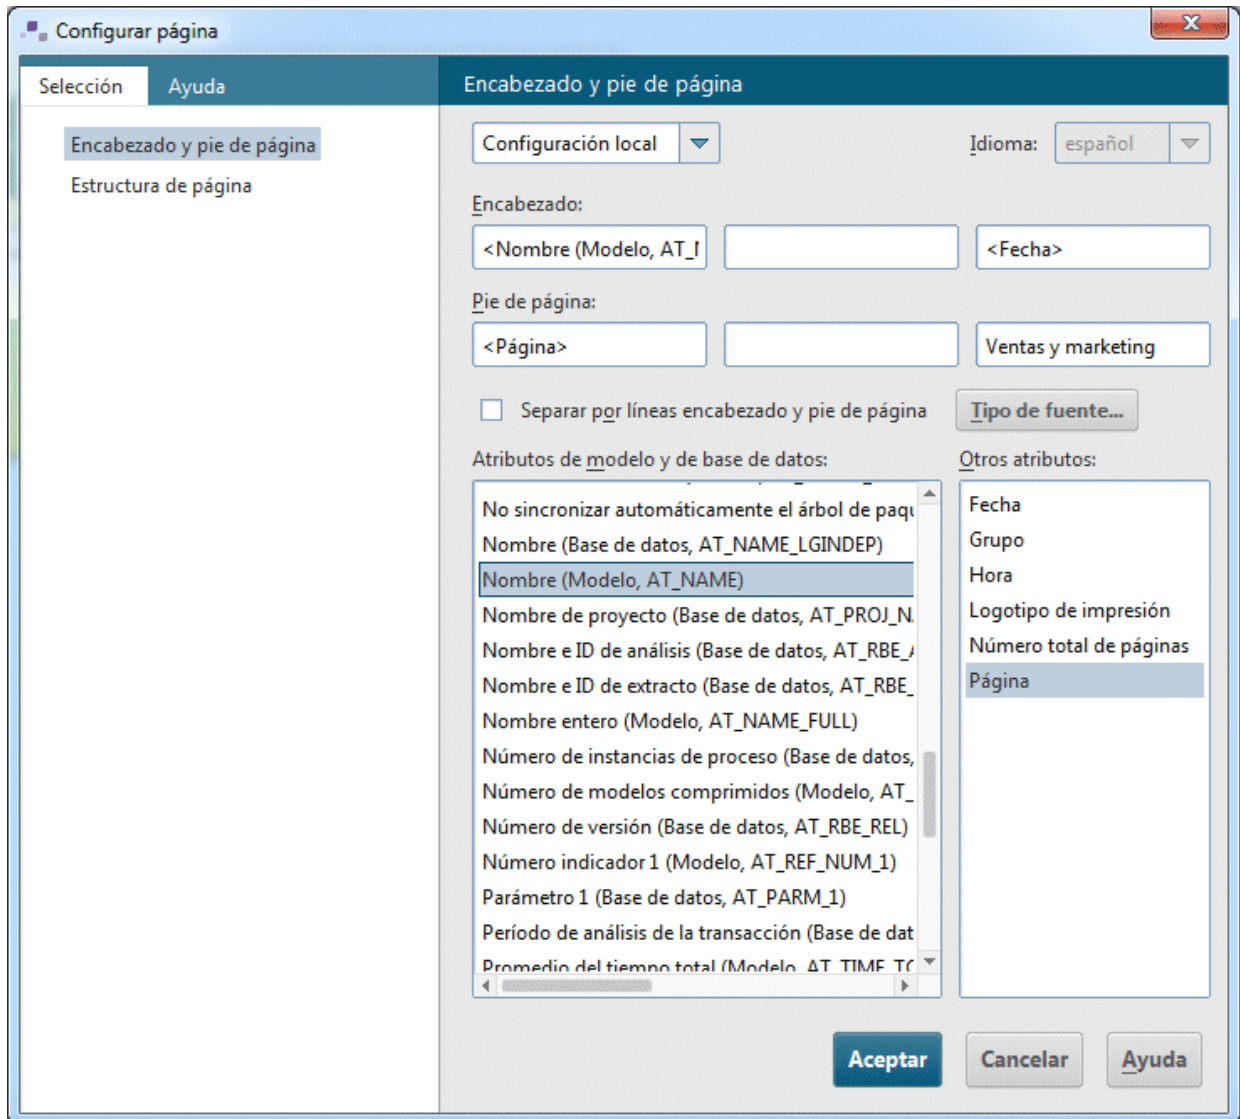 Configurar página
Selección Ayuda
Encabezado y pie de página
Estructura de página
Encabezado y pie de página
Configuración local
Idioma: español
Encabezado:
<Nombre (Modelo, AT_ <Fecha>
Pie de página:
<Página> Ventas y marketing
Separar por líneas encabezado y pie de página Tipo de fuente...
Atributos de modelo y de base de datos: Otros atributos:
No sincronizar automáticamente el árbol de paqu
Nombre (Base de datos, AT_NAME_LGINDEP)
Nombre (Modelo, AT_NAME)
Nombre de proyecto (Base de datos, AT_PROJ_N
Nombre e ID de análisis (Base de datos, AT_RBE_
Nombre e ID de extracto (Base de datos, AT_RBE_
Nombre entero (Modelo, AT_NAME_FULL)
Número de instancias de proceso (Base de datos,
Número de modelos comprimidos (Modelo, AT_
Número de versión (Base de datos, AT_RBE_REL)
Número indicador 1 (Modelo, AT_REF_NUM_1)
Parámetro 1 (Base de datos, AT_PARM_1)
Período de análisis de la transacción (Base de dat
Promedio del tiempo total (Modelo, AT_TIME_TO
Fecha
Grupo
Hora
Logotipo de impresión
Número total de páginas
Página
Aceptar Cancelar Ayuda